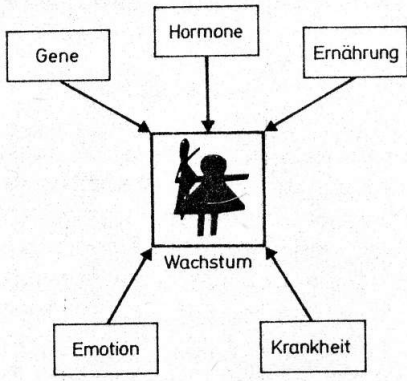 Hormone
Gene
Ernährung
Wachstum
Emotion
Krankheit